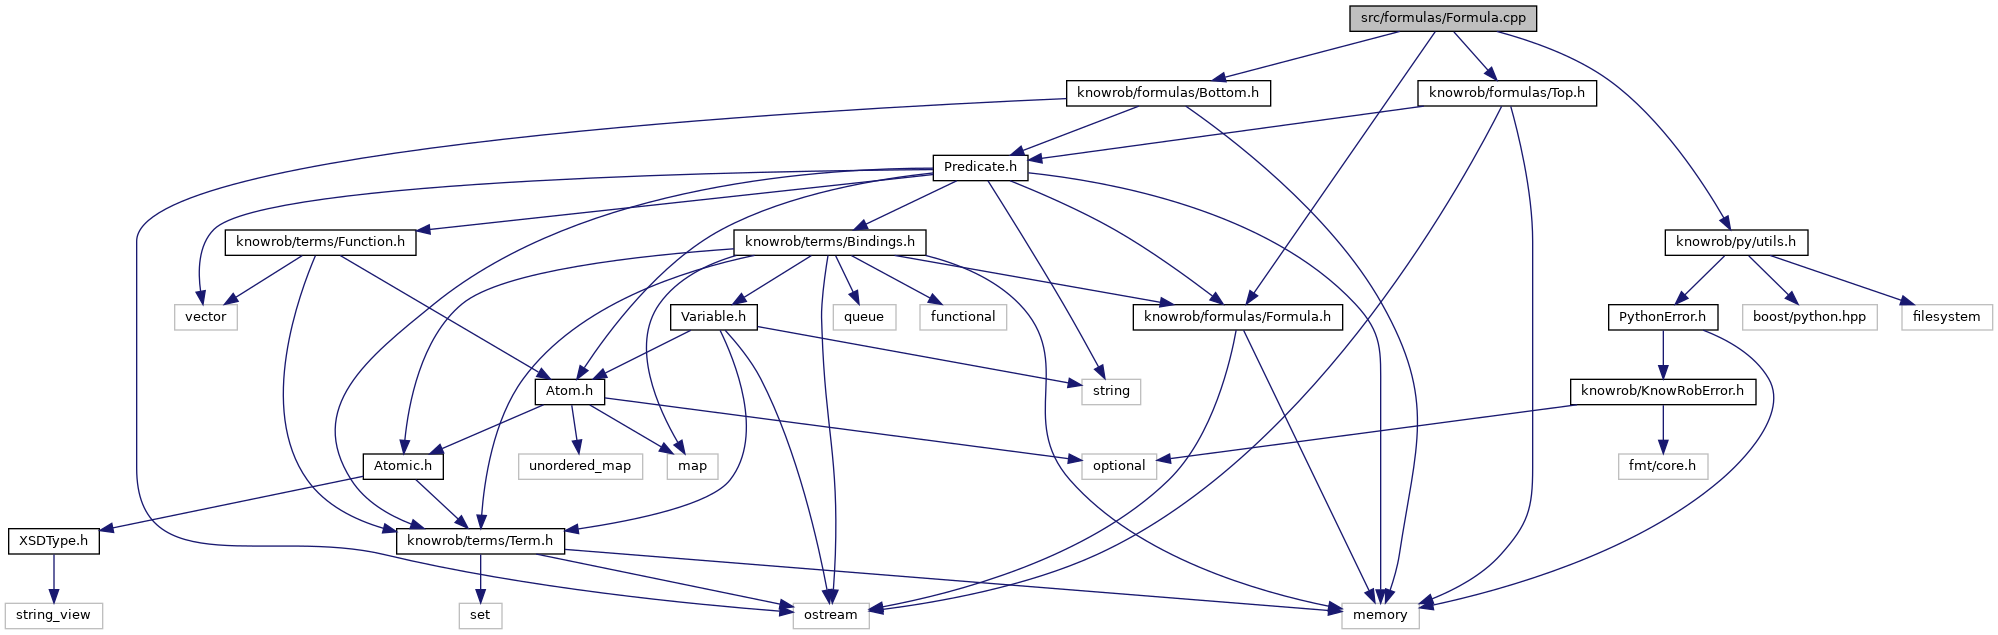 src/formulas/Formula.cpp
knowrob/formulas/Bottom.h
knowrob/formulas/Top.h
Predicate.h
knowrob/terms/Function.h
knowrob/terms/Bindings.h
knowrob/py/utils.h
vector
Variable.h
queue
functional
knowrob/formulas/Formula.h
PythonError.h
boost/python.hpp
filesystem
Atom.h
string
knowrob/KnowRobError.h
Atomic.h
unordered_map
map
optional
fmt/core.h
XSDType.h
knowrob/terms/Term.h
string_view
set
ostream
memory